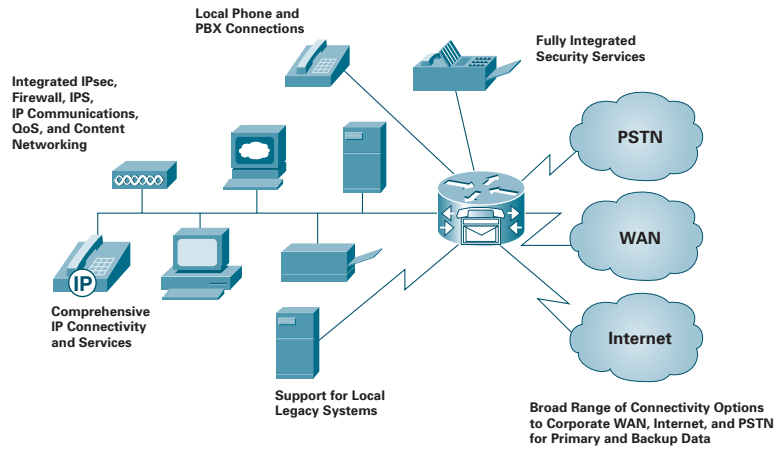 Local Phone and
PBX Connections
Fully Integrated
Security Services
Integrated IPsec,
Firewall, IPS,
IP Communications,
QoS, and Content
Networking
PSTN
WAN
IP
Comprehensive
IP Connectivity
and Services
Internet
Support for Local
Legacy Systems
Broad Range of Connectivity Options
to Corporate WAN, Internet, and PSTN
for Primary and Backup Data